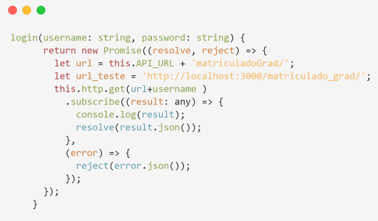 login(username: string, password: string) {
return new Promise((resolve, reject) => {
let url = this.API_URL + 'matriculadoGrad/';
let url_teste = 'http://localhost:3000/matriculado_grad/';
this.http.get(url+username )
.subscribe((result: any) => {
console.log(result);
resolve(result.json());
},
(error) => {
reject(error.json());
});
});
}